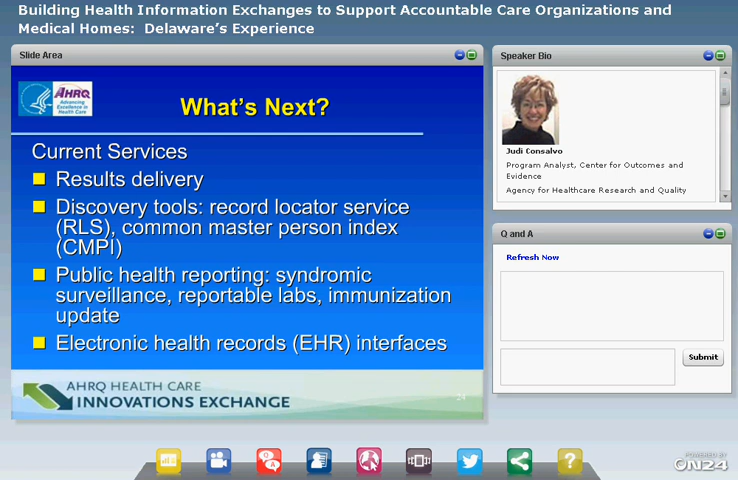 Building Health Information Exchanges to Support Accountable Care Organizations and
Medical Homes: Delaware's Experience
Slide Area
AHRQ
Advancing
Excellence in
Health Care
What's Next?
Current Services
Results delivery
Discovery tools: record locator service
(RLS), common master person index
(CMPI)
Public health reporting: syndromic
surveillance, reportable labs, immunization
update
Electronic health records (EHR) interfaces
AHRQ HEALTH CARE
INNOVATIONS EXCHANGE
24
Speaker Bio
Judi Consalvo
Program Analyst, Center for Outcomes and
Evidence
Agency for Healthcare Research and Quality
Q and A
Refresh Now
Submit
Q
A
?
POWERED BY
ON24